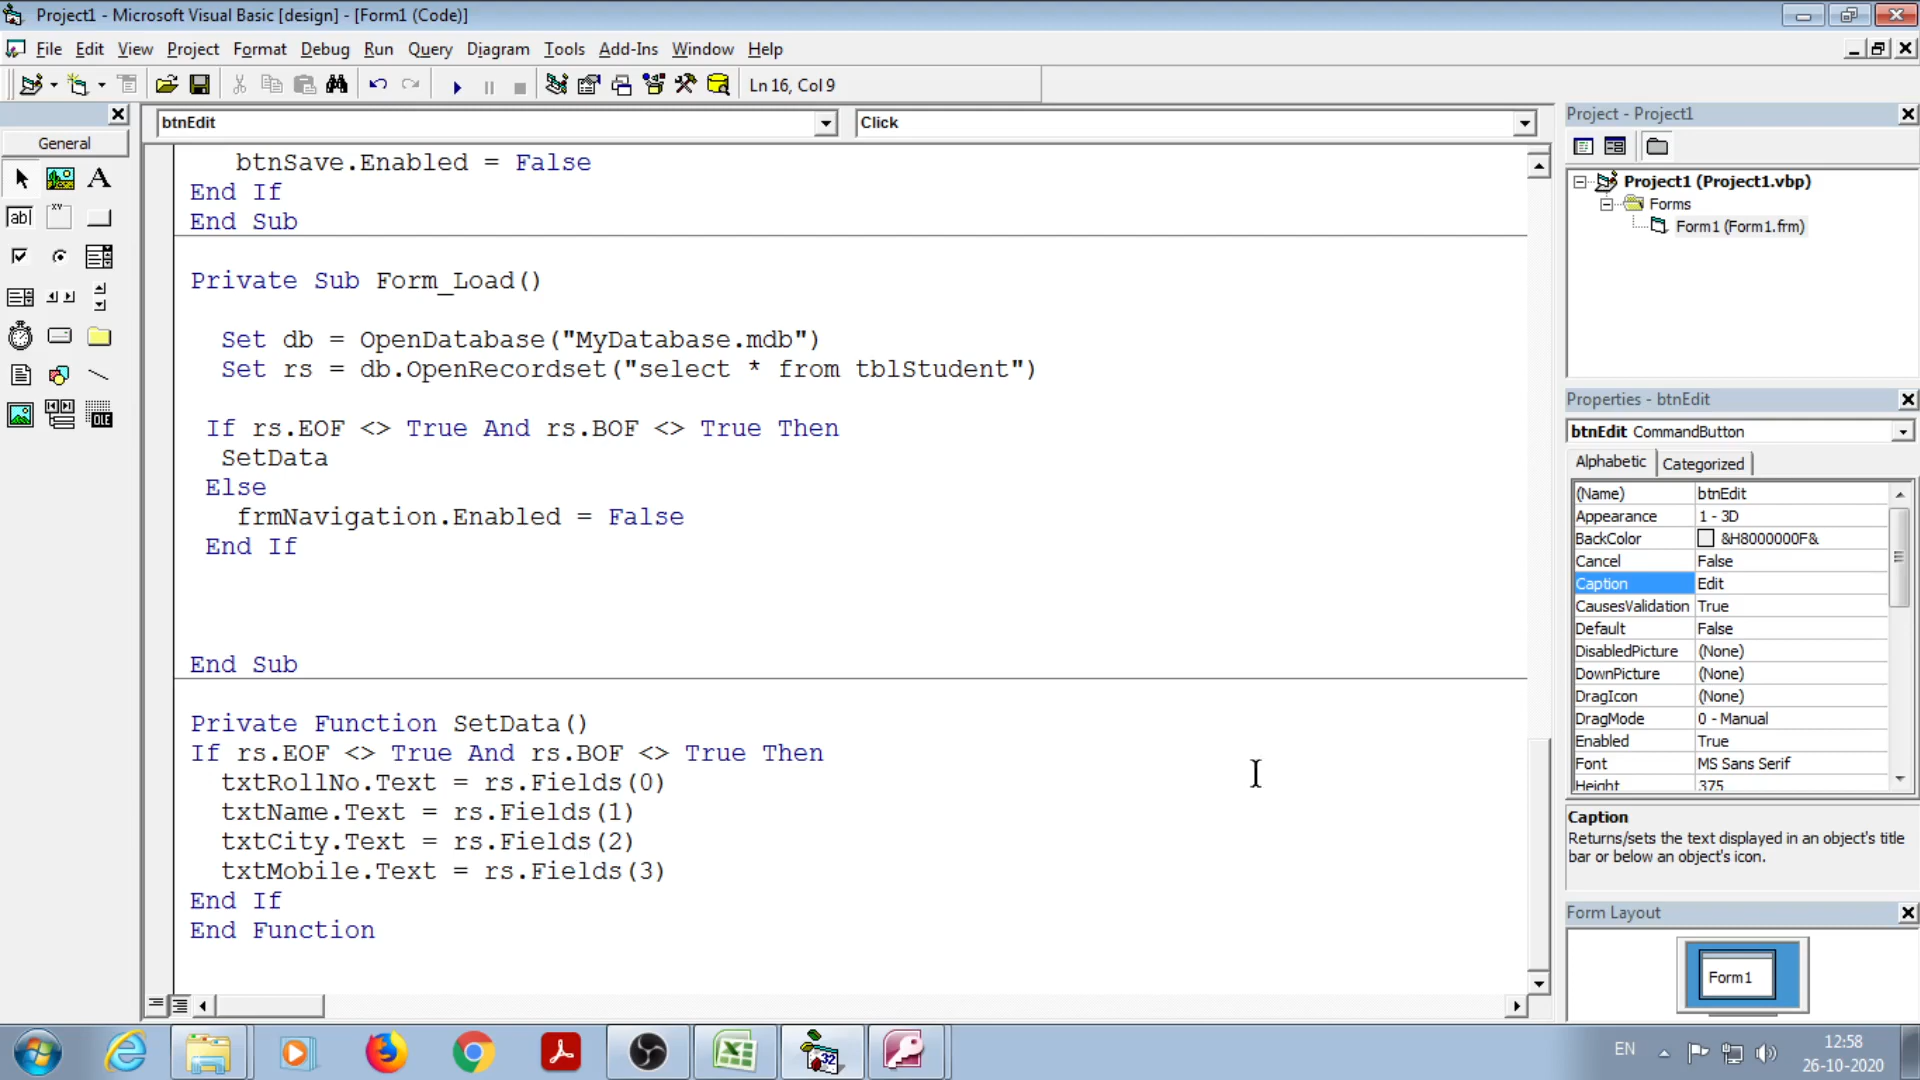 Project1 - Microsoft Visual Basic [design] - [Form1 (Code)]
File Edit View Project Format Debug Run Query Diagram Tools Add-Ins Window Help
Ln 16, Col 9
General
btnEdit
Click
btnSave.Enabled = False
End If
End Sub
Private Sub Form_Load()
Set db = OpenDatabase("MyDatabase.mdb")
Set rs = db.OpenRecordset("select * from tblStudent")
If rs.EOF <> True And rs.BOF <> True Then
SetData
Else
frmNavigation.Enabled = False
End If
End Sub
Private Function SetData()
If rs.EOF <> True And rs.BOF <> True Then
txtRollNo.Text = rs.Fields(0)
txtName.Text = rs.Fields(1)
txtCity.Text = rs.Fields(2)
txtMobile.Text = rs.Fields(3)
End If
End Function
Project - Project1
Project1 (Project1.vbp)
Forms
Form1 (Form1.frm)
Properties - btnEdit
btnEdit CommandButton
Alphabetic Categorized
(Name) btnEdit
Appearance 1 - 3D
BackColor &H8000000F&
Cancel False
Caption Edit
CausesValidation True
Default False
DisabledPicture (None)
DownPicture (None)
DragIcon (None)
DragMode 0 - Manual
Enabled True
Font MS Sans Serif
Height 375
Caption
Returns/sets the text displayed in an object's title
bar or below an object's icon.
Form Layout
Form1
EN
12:58
26-10-2020